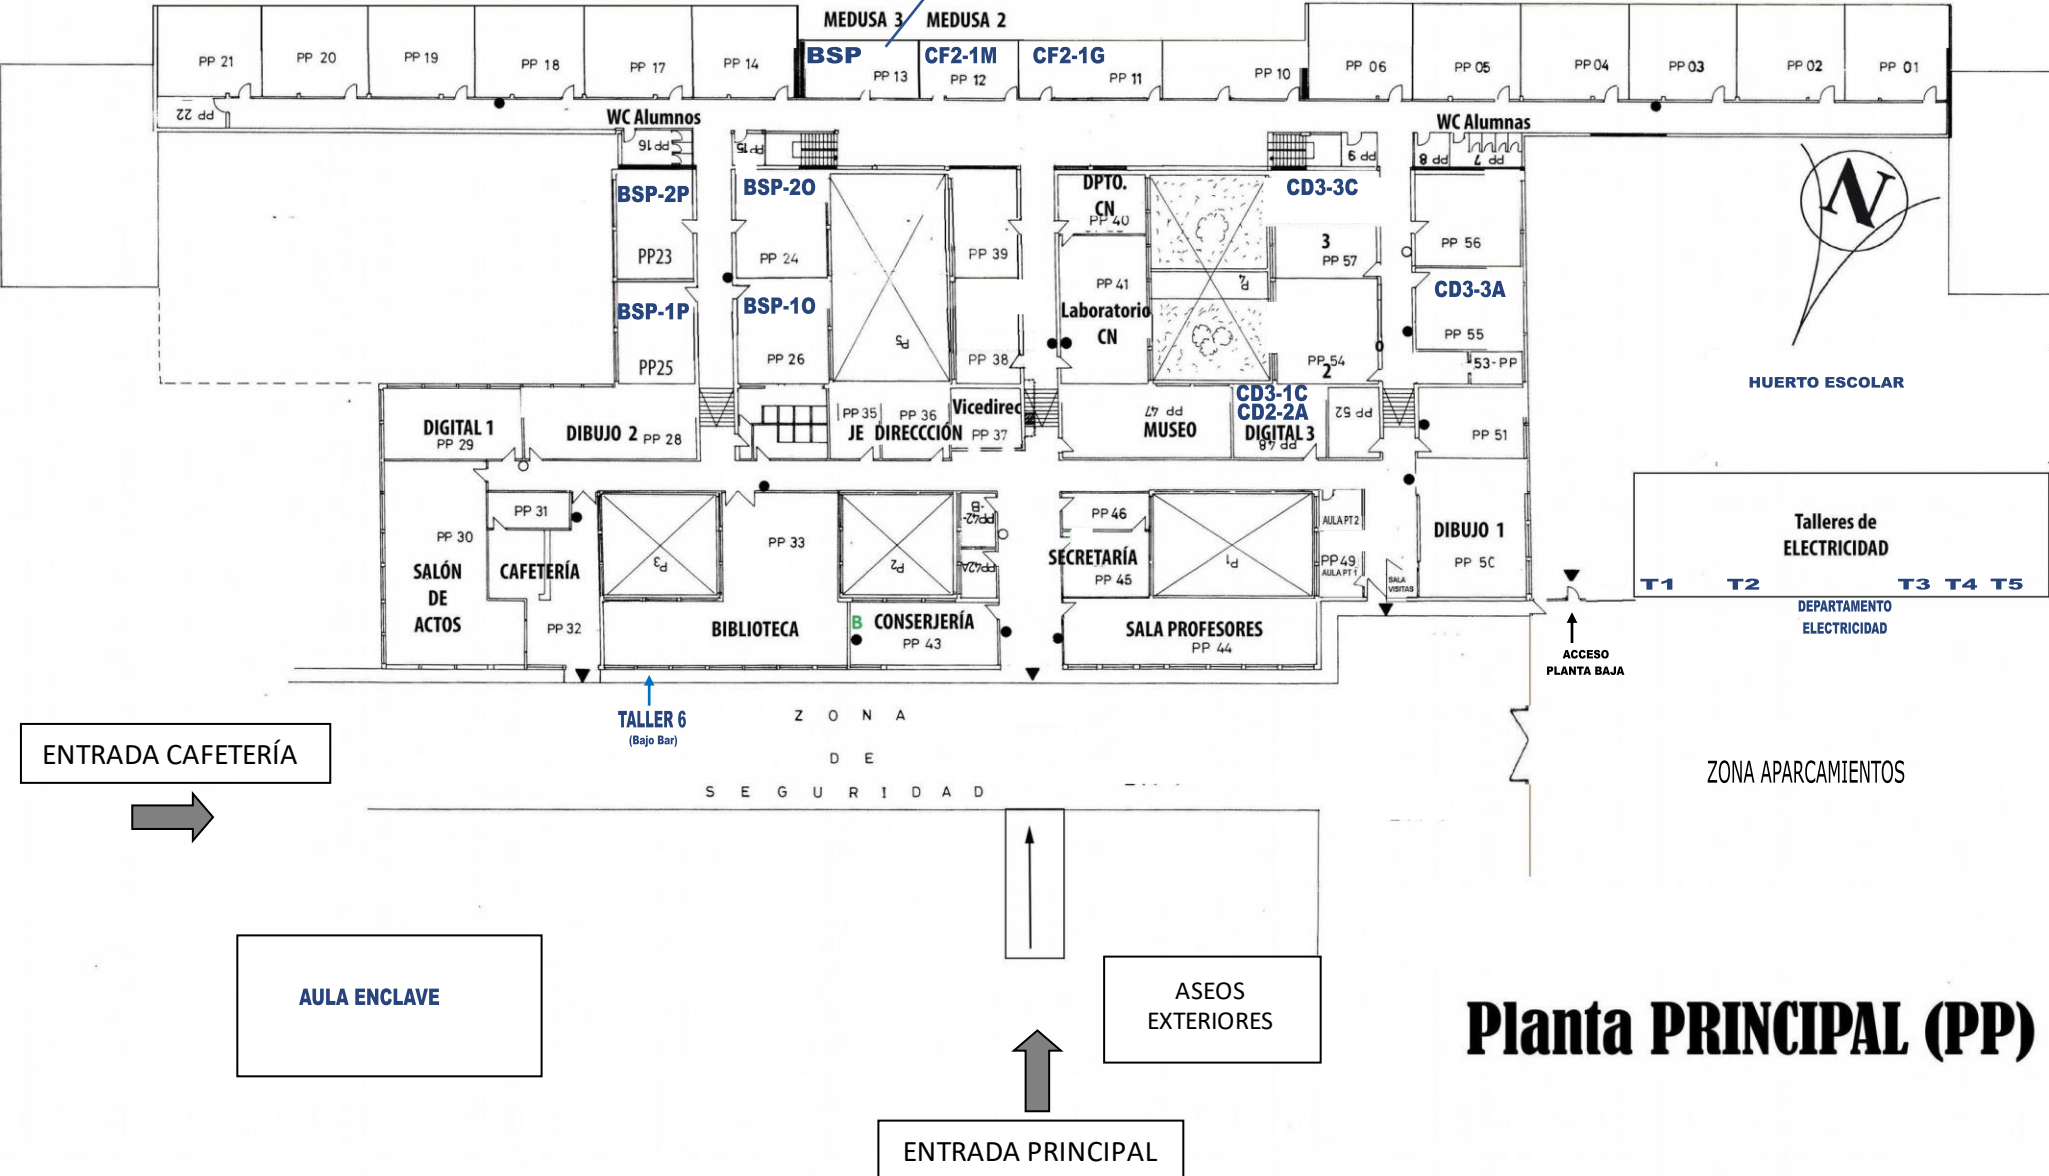 MEDUSA 3 MEDUSA 2
PP 21
PP 20
PP 19
PP 18
PP 17
PP 14
BSP
PP 13
CF2-1M
PP 12
CF2-1G
PP 11
PP 10
PP 06
PP 05
PP 04
PP 03
PP 02
PP 01
PP 22
WC Alumnos
WC Alumnas
PP 16
PP 15
PP 9
PP 8
PP 7
N
BSP-2P
PP23
BSP-2O
PP 24
PP 39
DPTO.
CN
PP 40
CD3-3C
3
PP 57
PP 56
BSP-1P
PP25
BSP-1O
PP 26
P5
PP 38
PP 41
Laboratorio
CN
P4
PP 54
2
CD3-3A
PP 55
53-PP
HUERTO ESCOLAR
DIGITAL 1
PP 29
DIBUJO 2 PP 28
PP 35
JE
PP 36
DIRECCCIÓN
Vicedirec
PP 37
PP 47
MUSEO
CD3-1C
CD2-2A
DIGITAL 3
PP 48
PP 52
PP 51
PP 30
SALÓN
DE
ACTOS
PP 31
CAFETERÍA
PP 32
P3
PP 33
BIBLIOTECA
P2
PP42-B
PP42A
B
CONSERJERÍA
PP 43
PP 46
SECRETARÍA
PP 45
P1
SALA PROFESORES
PP 44
AULA PT 2
PP49
AULA PT 1
SALA
VISITAS
DIBUJO 1
PP 50
Talleres de
ELECTRICIDAD
T1 T2 T3 T4 T5
DEPARTAMENTO
ELECTRICIDAD
ACCESO
PLANTA BAJA
TALLER 6
(Bajo Bar)
ZONA
DE
SEGURIDAD
ENTRADA CAFETERÍA
ZONA APARCAMIENTOS
AULA ENCLAVE
ASEOS
EXTERIORES
Planta PRINCIPAL (PP)
ENTRADA PRINCIPAL